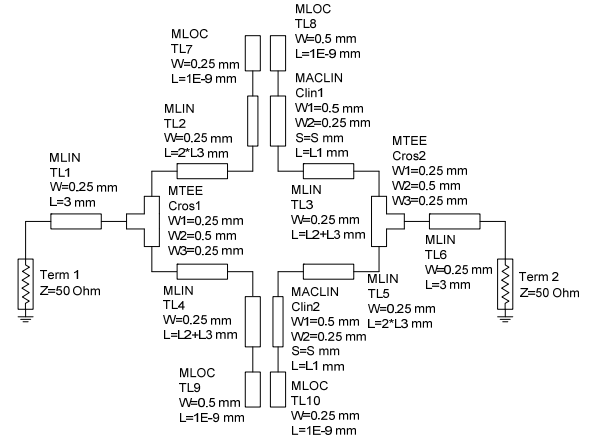 MLOC
TL7
W=0.25 mm
L=1E-9 mm
MLOC
TL8
W=0.5 mm
L=1E-9 mm
MLIN
TL2
W=0.25 mm
L=2*L3 mm
MACLIN
Clin1
W1=0.5 mm
W2=0.25 mm
S=S mm
L=L1 mm
MTEE
Cros2
W1=0.25 mm
W2=0.5 mm
W3=0.25 mm
MLIN
TL1
W=0.25 mm
L=3 mm
MTEE
Cros1
W1=0.25 mm
W2=0.5 mm
W3=0.25 mm
MLIN
TL3
W=0.25 mm
L=L2+L3 mm
MLIN
TL6
W=0.25 mm
L=3 mm
Term 1
Z=50 Ohm
Term 2
Z=50 Ohm
MLIN
TL4
W=0.25 mm
L=L2+L3 mm
MACLIN
Clin2
W1=0.5 mm
W2=0.25 mm
S=S mm
L=L1 mm
MLIN
TL5
W=0.25 mm
L=2*L3 mm
MLOC
TL9
W=0.5 mm
L=1E-9 mm
MLOC
TL10
W=0.25 mm
L=1E-9 mm